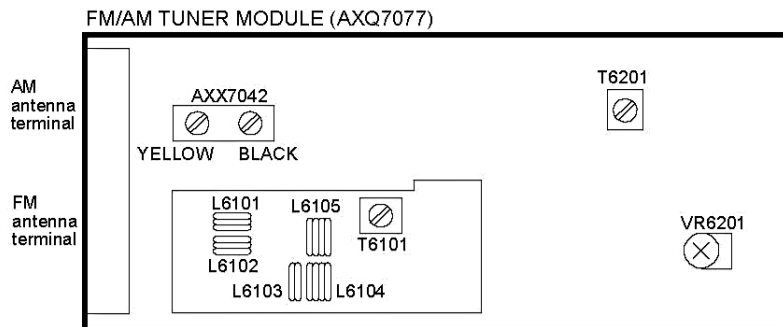 FM/AM TUNER MODULE (AXQ7077)
AM
antenna
terminal
AXX7042
YELLOW BLACK
T6201
FM
antenna
terminal
L6101
L6102
L6105
T6101
L6103
L6104
VR6201